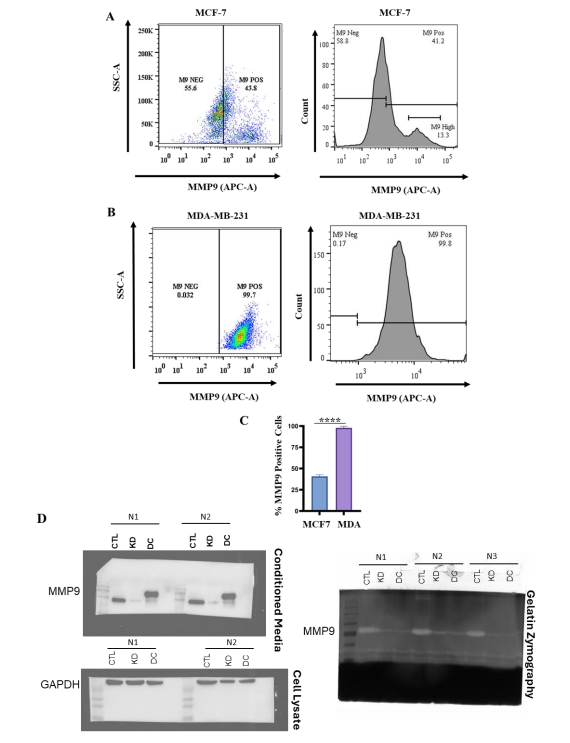 A
MCF-7
MCF-7
SSC-A
250K
200K
150K
100K
50K
0
M9 NEG
55.6
M9 POS
43.8
10^0 10^1 10^2 10^3 10^4 10^5
MMP9 (APC-A)
Count
100
80
60
40
20
0
M9 Neg
58.8
M9 Pos
41.2
M9 High
13.3
10^1 10^2 10^3 10^4 10^5
MMP9 (APC-A)
B
MDA-MB-231
MDA-MB-231
SSC-A
M9 NEG
0.032
M9 POS
99.7
10^0 10^1 10^2 10^3 10^4 10^5
MMP9 (APC-A)
Count
150
100
50
0
M9 Neg
0.17
M9 Pos
99.8
10^3 10^4
MMP9 (APC-A)
C
% MMP9 Positive Cells
100
75
50
25
0
****
MCF7 MDA
D
N1 N2
CTL KD DC CTL KD DC
MMP9
Conditioned Media
N1 N2
CTL KD DC CTL KD DC
GAPDH
Cell Lysate
N1 N2 N3
CTL KD DC CTL KD DC CTL KD DC
MMP9
Gelatin Zymography